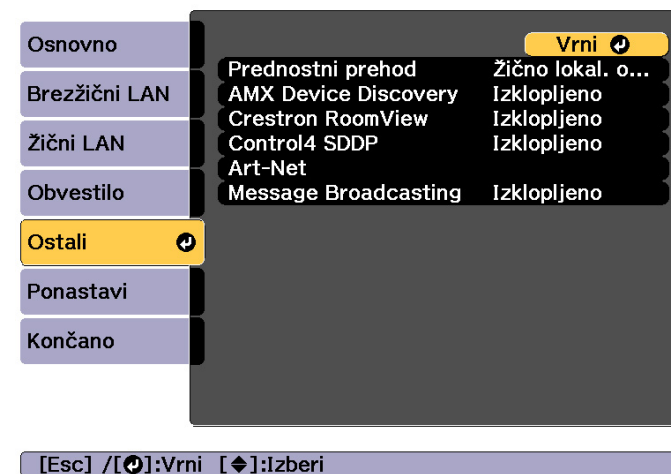 Osnovno
Brezžični LAN
Žični LAN
Obvestilo
Ostali
Ponastavi
Končano
Vrni
Prednostni prehod Žično lokal. o...
AMX Device Discovery Izklopljeno
Crestron RoomView Izklopljeno
Control4 SDDP Izklopljeno
Art-Net
Message Broadcasting Izklopljeno
[Esc] /[]:Vrni []:Izberi